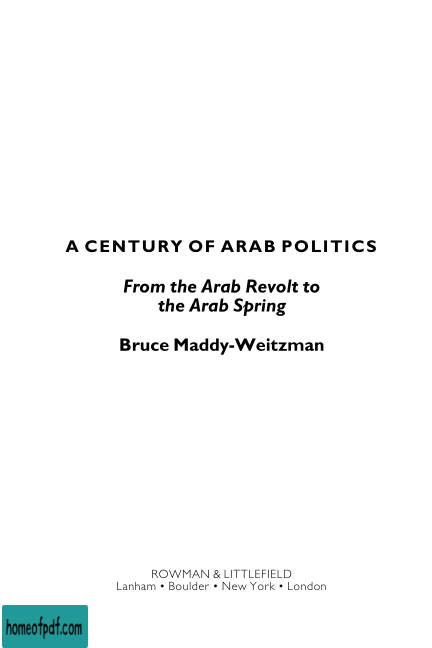 A CENTURY OF ARAB POLITICS
From the Arab Revolt to
the Arab Spring
Bruce Maddy-Weitzman
ROWMAN & LITTLEFIELD
Lanham • Boulder • New York • London
homeofpdf.com